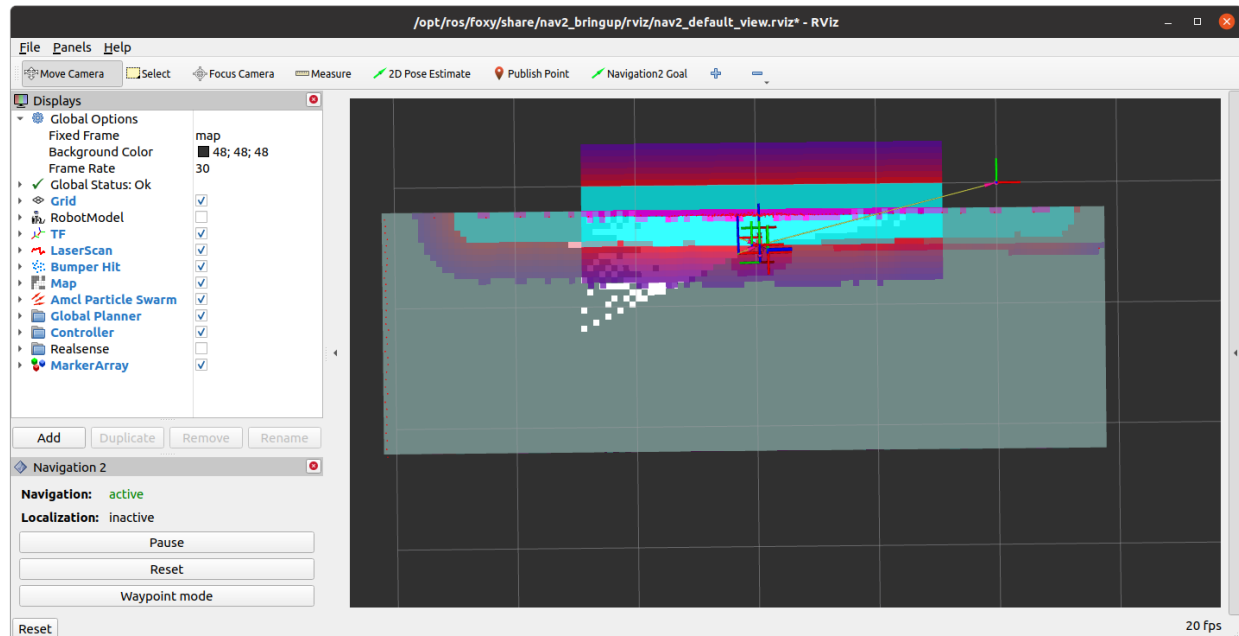 /opt/ros/foxy/share/nav2_bringup/rviz/nav2_default_view.rviz* - RViz
File Panels Help
Move Camera Select Focus Camera Measure 2D Pose Estimate Publish Point Navigation2 Goal
Displays
Global Options
Fixed Frame map
Background Color 48; 48; 48
Frame Rate 30
Global Status: Ok
Grid
RobotModel
TF
LaserScan
Bumper Hit
Map
Amcl Particle Swarm
Global Planner
Controller
Realsense
MarkerArray
Add Duplicate Remove Rename
Navigation 2
Navigation: active
Localization: inactive
Pause
Reset
Waypoint mode
Reset 20 fps